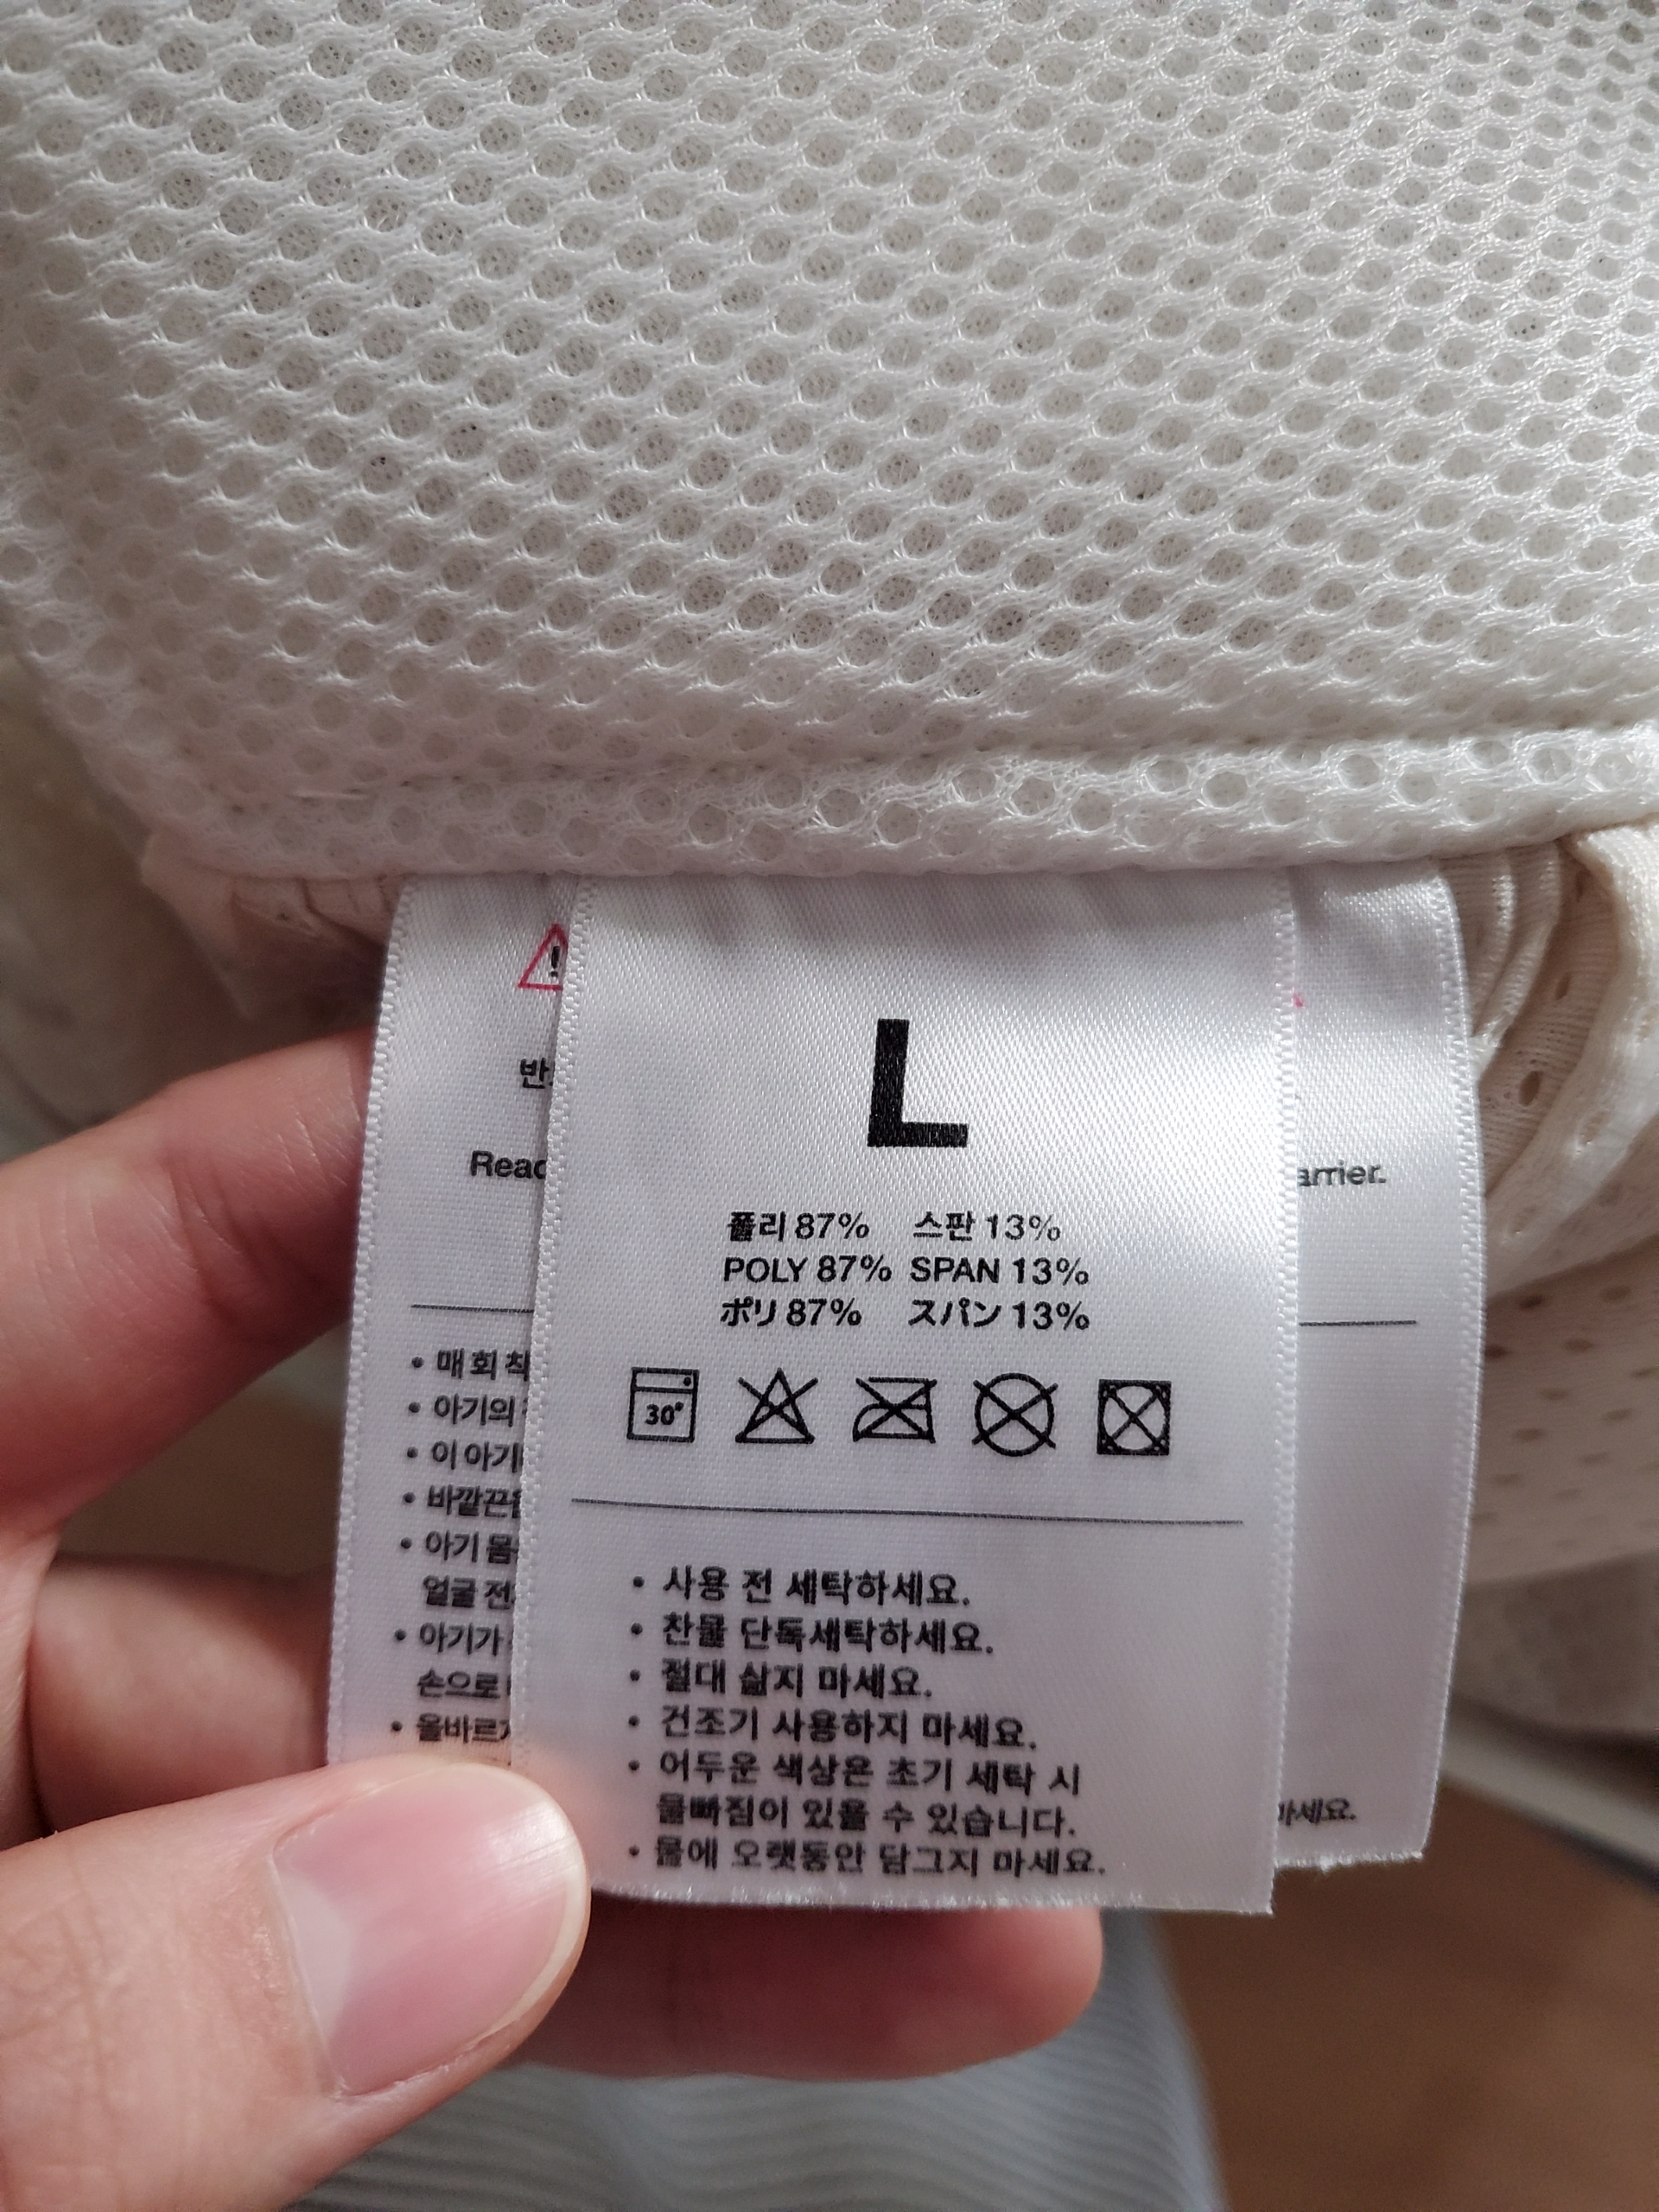 L
폴리 87% 스판 13%
POLY 87% SPAN 13%
ポリ 87% スパン 13%
30°
• 사용 전 세탁하세요.
• 찬물 단독세탁하세요.
• 절대 삶지 마세요.
• 건조기 사용하지 마세요.
• 어두운 색상은 초기 세탁 시
물빠짐이 있을 수 있습니다.
• 물에 오랫동안 담그지 마세요.
!
• 매 회 착
• 아기의
• 이 아기
• 바깥끈을
• 아기 몸
얼굴 전
• 아기가
손으로
• 올바르
마세요.